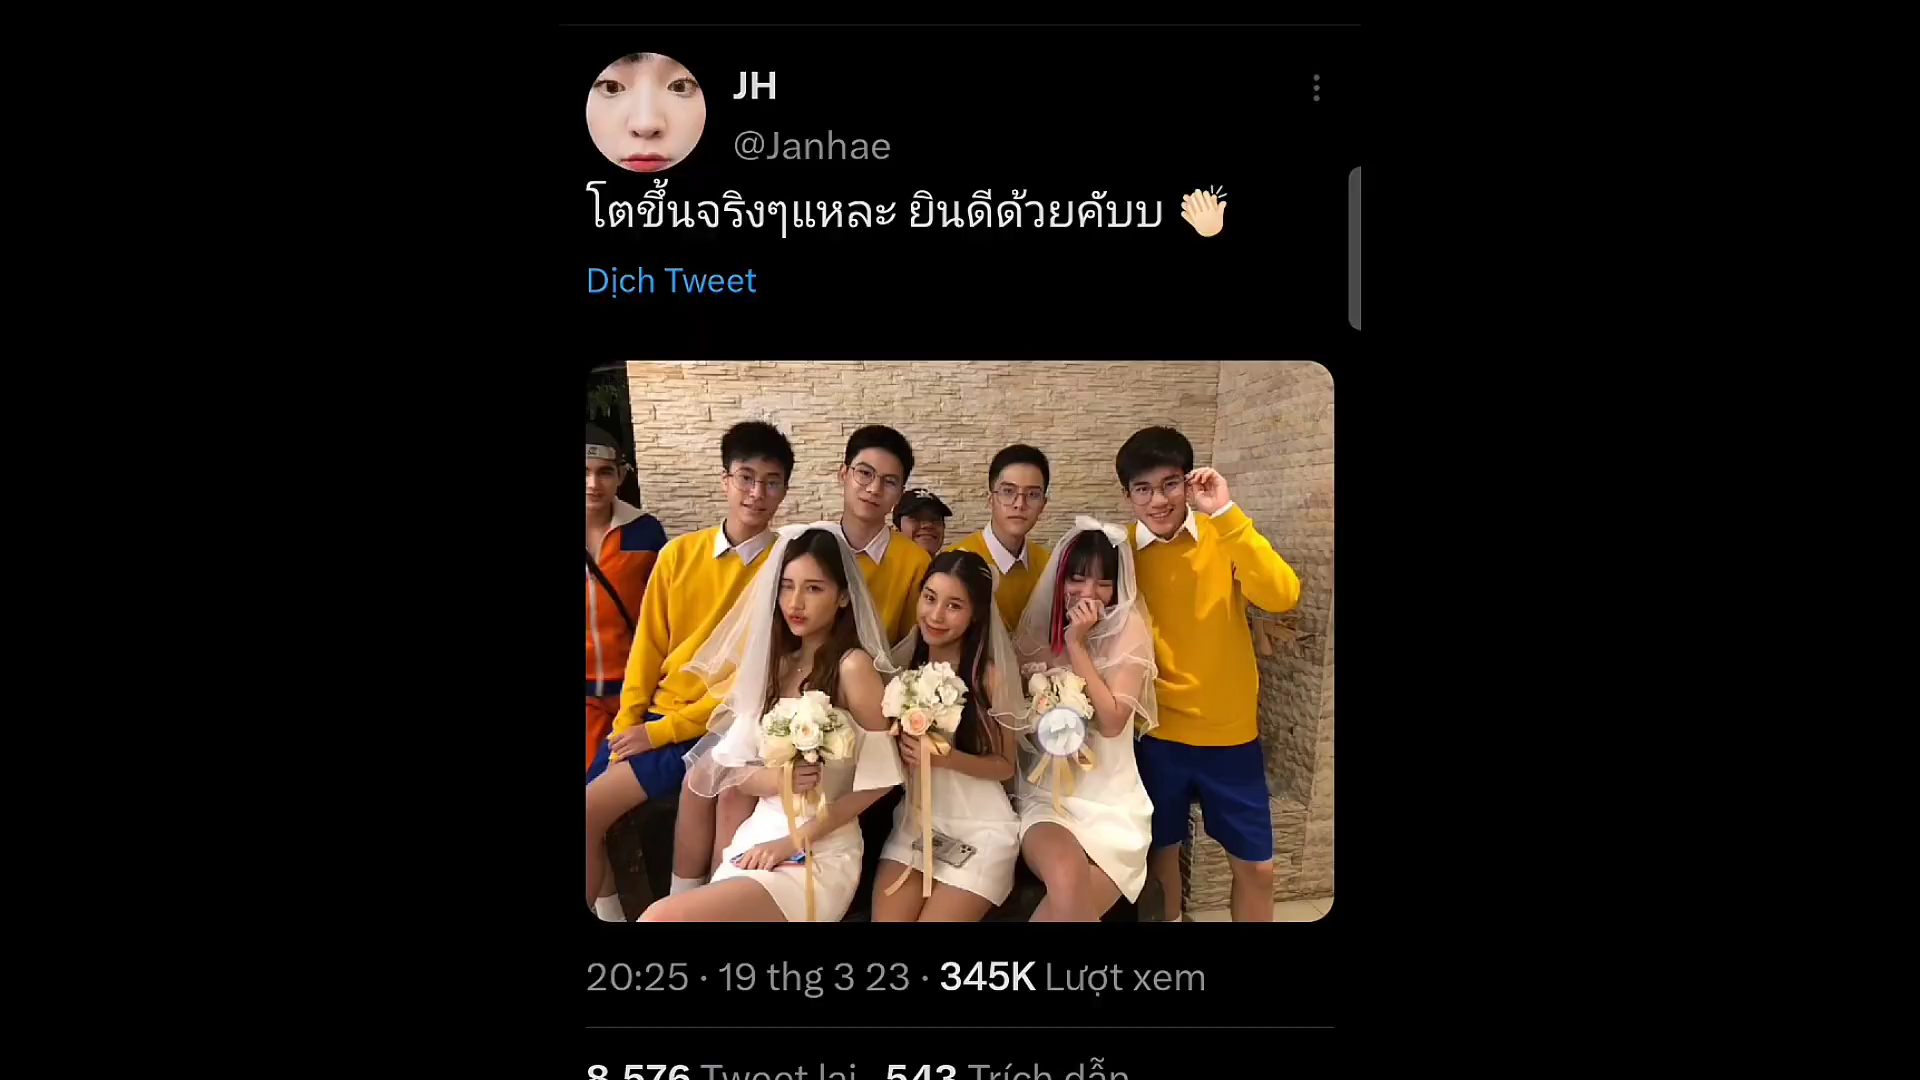 JH
@Janhae
โตขึ้นจริงๆแหละ ยินดีด้วยคับบ 👏🏻
Dịch Tweet
20:25 · 19 thg 3 23 · 345K Lượt xem
8.576 Tweet lại 543 Trích dẫn